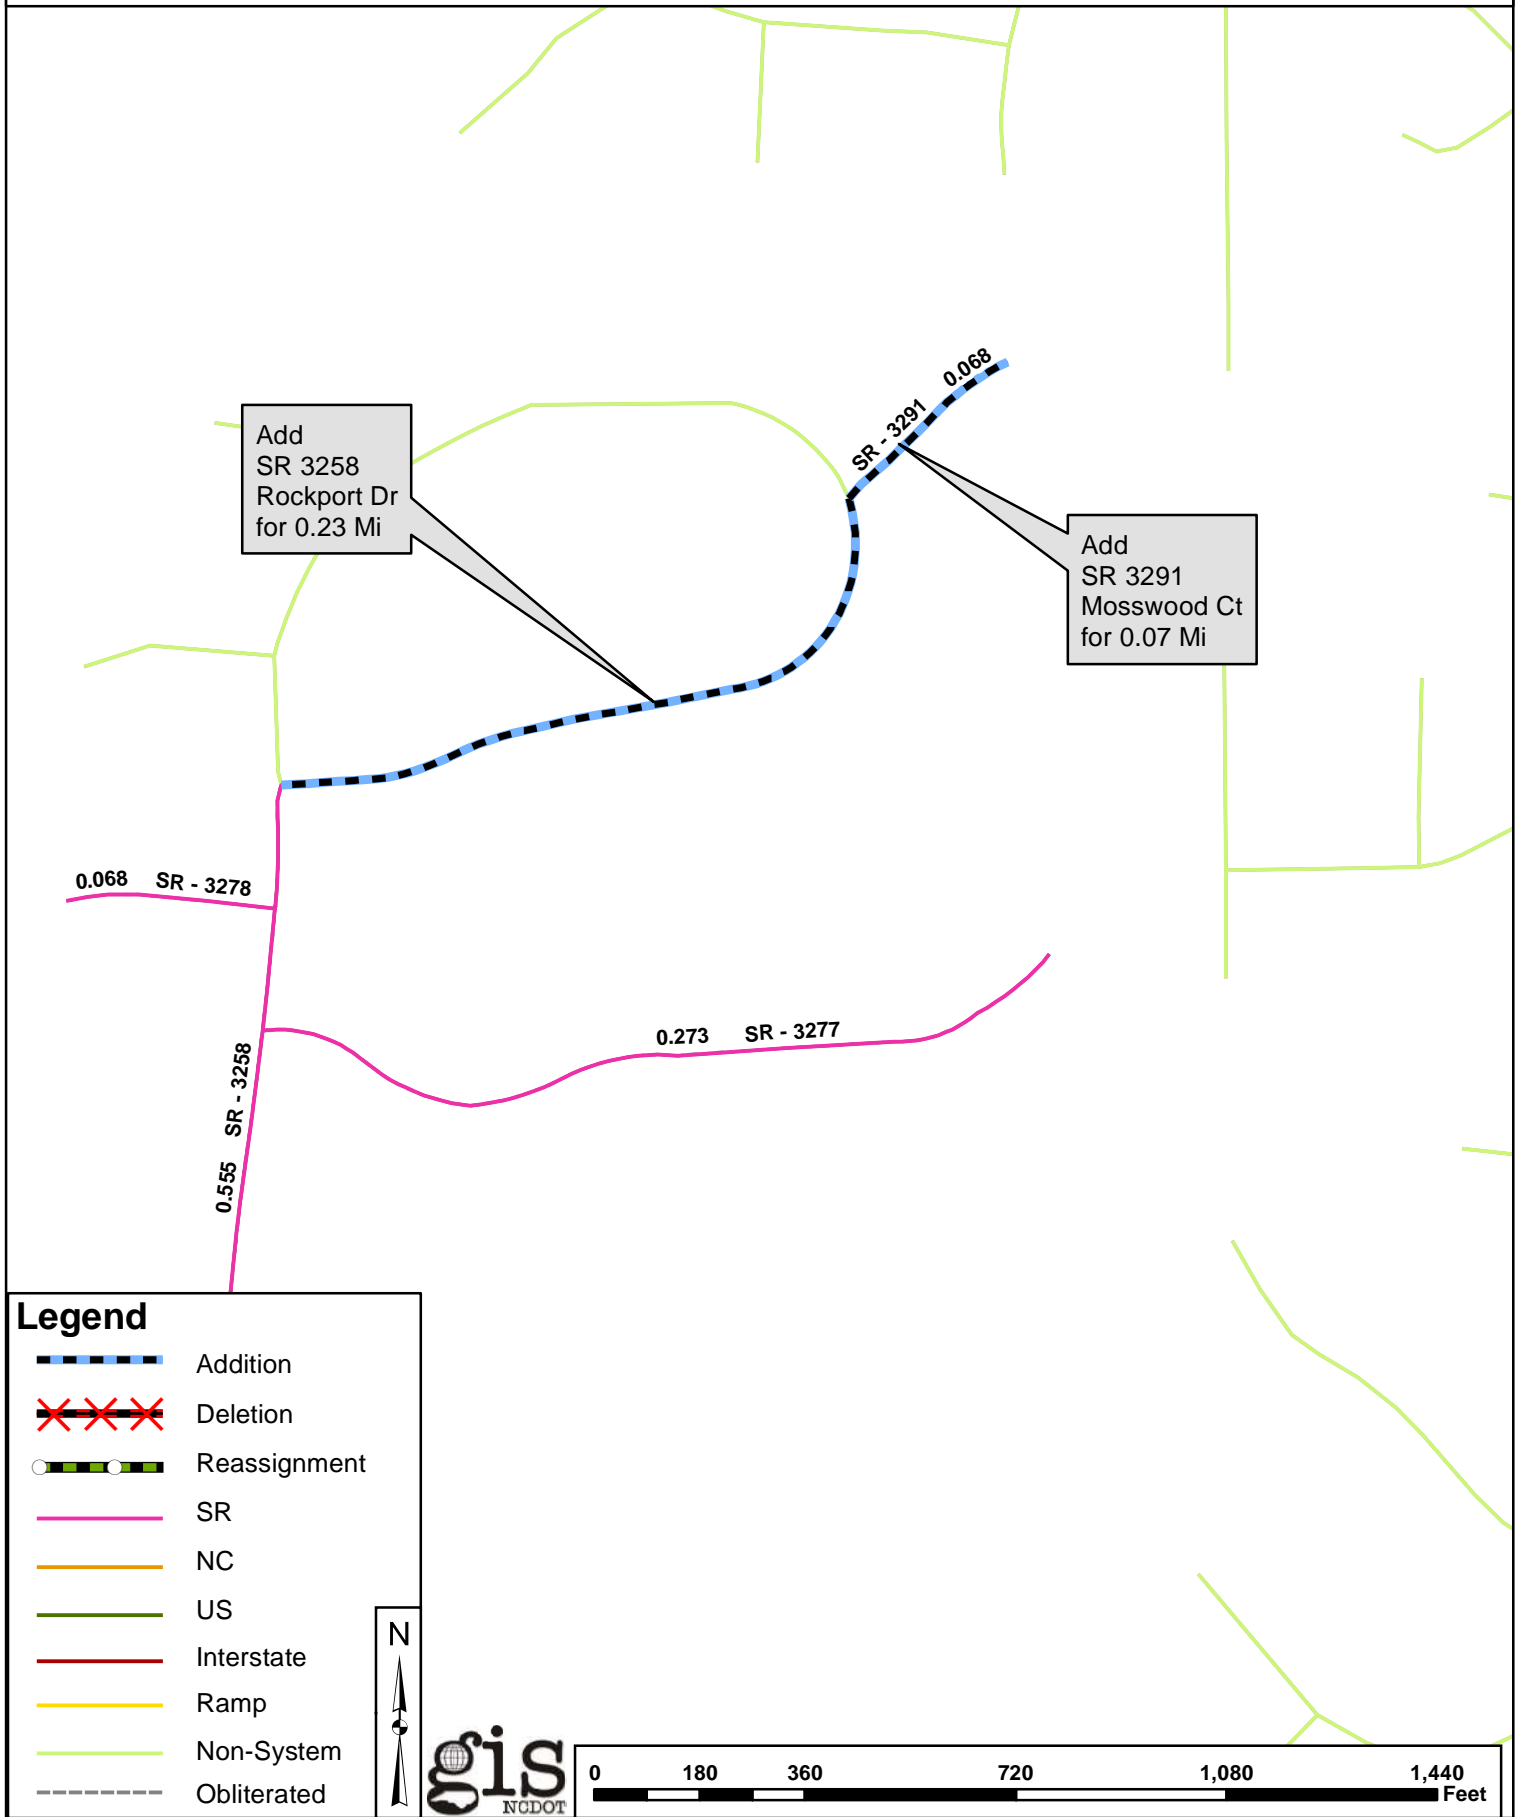 0.068
SR - 3291
Add
SR 3258
Rockport Dr
for 0.23 Mi
Add
SR 3291
Mosswood Ct
for 0.07 Mi
0.068 SR - 3278
0.273 SR - 3277
0.555 SR - 3258
Legend
Addition
Deletion
Reassignment
SR
NC
US
Interstate
Ramp
Non-System
Obliterated
N
gis
NCDOT
0 180 360 720 1,080 1,440
Feet